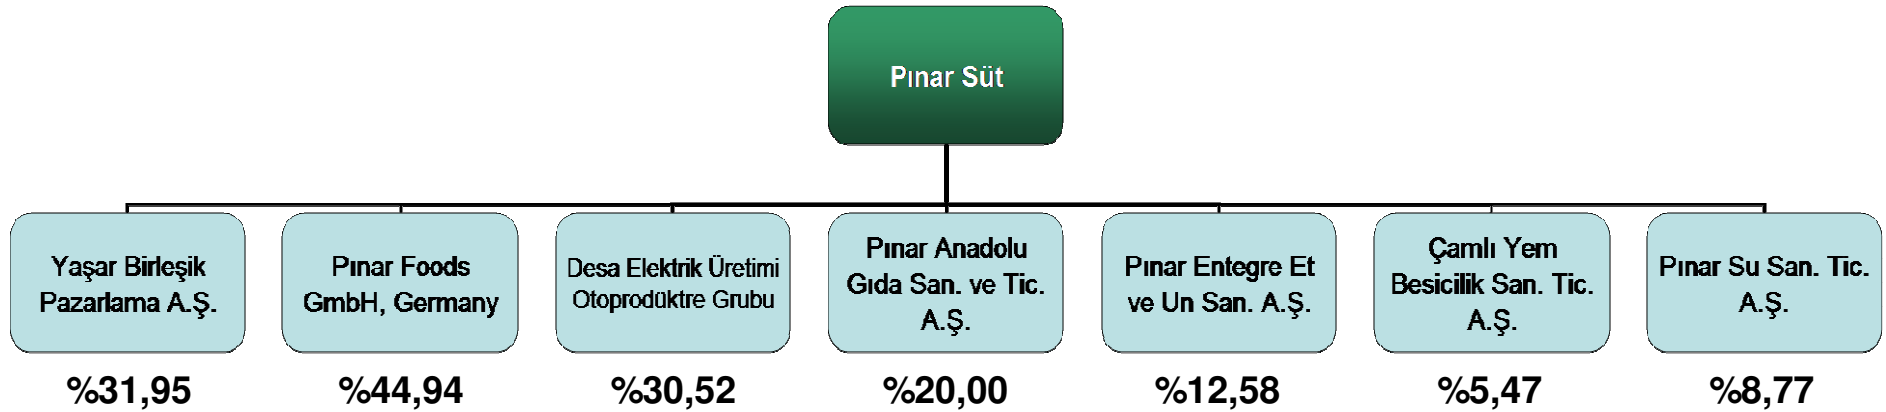 Pınar Süt
Yaşar Birleşik
Pazarlama A.Ş.
Pınar Foods
GmbH, Germany
Desa Elektrik Üretimi
Otoprodüktre Grubu
Pınar Anadolu
Gıda San. ve Tic.
A.Ş.
Pınar Entegre Et
ve Un San. A.Ş.
Çamlı Yem
Besicilik San. Tic.
A.Ş.
Pınar Su San. Tic.
A.Ş.
%31,95
%44,94
%30,52
%20,00
%12,58
%5,47
%8,77